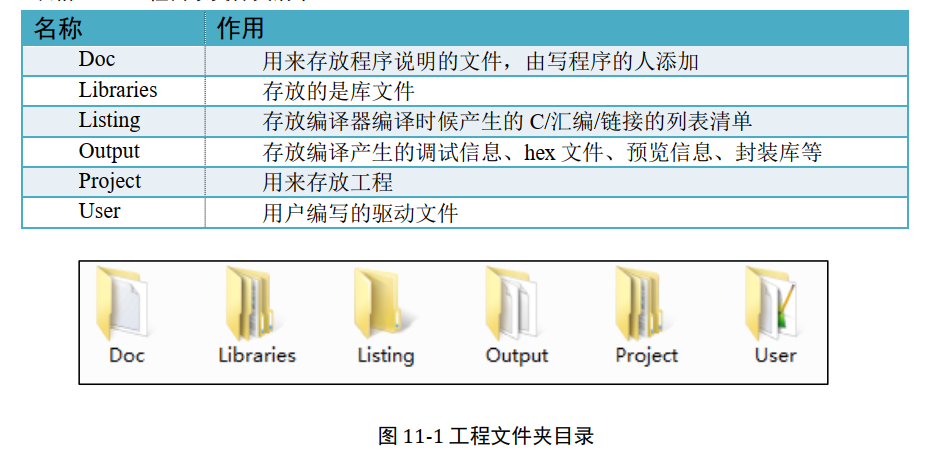 名称 作用
Doc 用来存放程序说明的文件，由写程序的人添加
Libraries 存放的是库文件
Listing 存放编译器编译时候产生的 C/汇编/链接的列表清单
Output 存放编译产生的调试信息、hex 文件、预览信息、封装库等
Project 用来存放工程
User 用户编写的驱动文件
Doc Libraries Listing Output Project User
图 11-1 工程文件夹目录